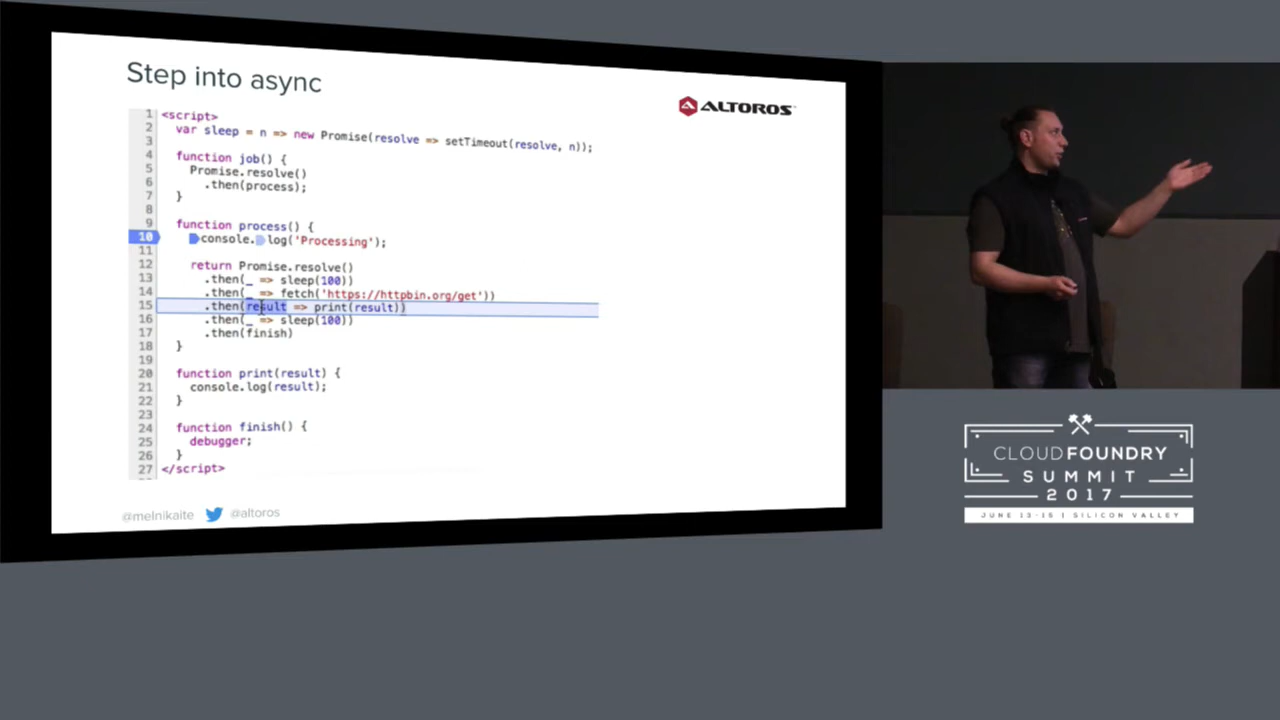 Step into async
ALTOROS
1 <script>
2 var sleep = n => new Promise(resolve => setTimeout(resolve, n));
3
4 function job() {
5 Promise.resolve()
6 .then(process);
7 }
8
9 function process() {
10 console.log('Processing');
11
12 return Promise.resolve()
13 .then(_ => sleep(100))
14 .then(_ => fetch('https://httpbin.org/get'))
15 .then(result => print(result))
16 .then(_ => sleep(100))
17 .then(finish)
18 }
19
20 function print(result) {
21 console.log(result);
22 }
23
24 function finish() {
25 debugger;
26 }
27 </script>
@melnikaite @altoros
CLOUDFOUNDRY
SUMMIT
2017
JUNE 13-15 | SILICON VALLEY